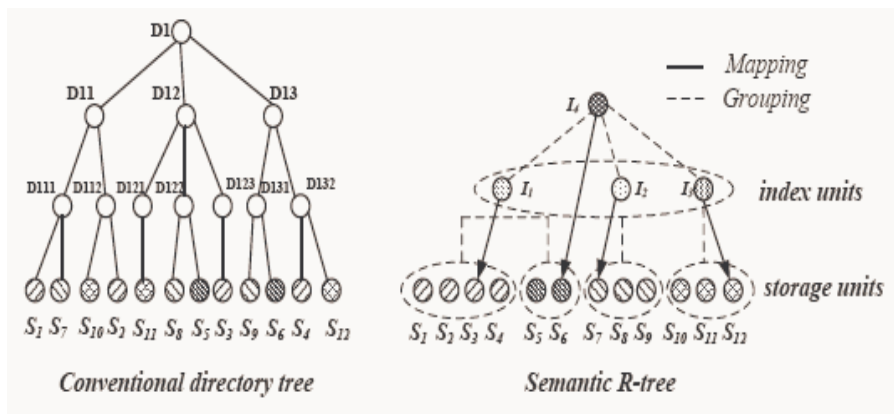 D1
D11 D12 D13
D111 D112 D121 D122 D123 D131 D132
S1 S7 S10 S2 S11 S8 S5 S3 S9 S6 S4 S12
Conventional directory tree
Mapping
Grouping
I4
I1 I2 I3 index units
storage units
S1 S2 S3 S4 S5 S6 S7 S8 S9 S10 S11 S12
Semantic R-tree